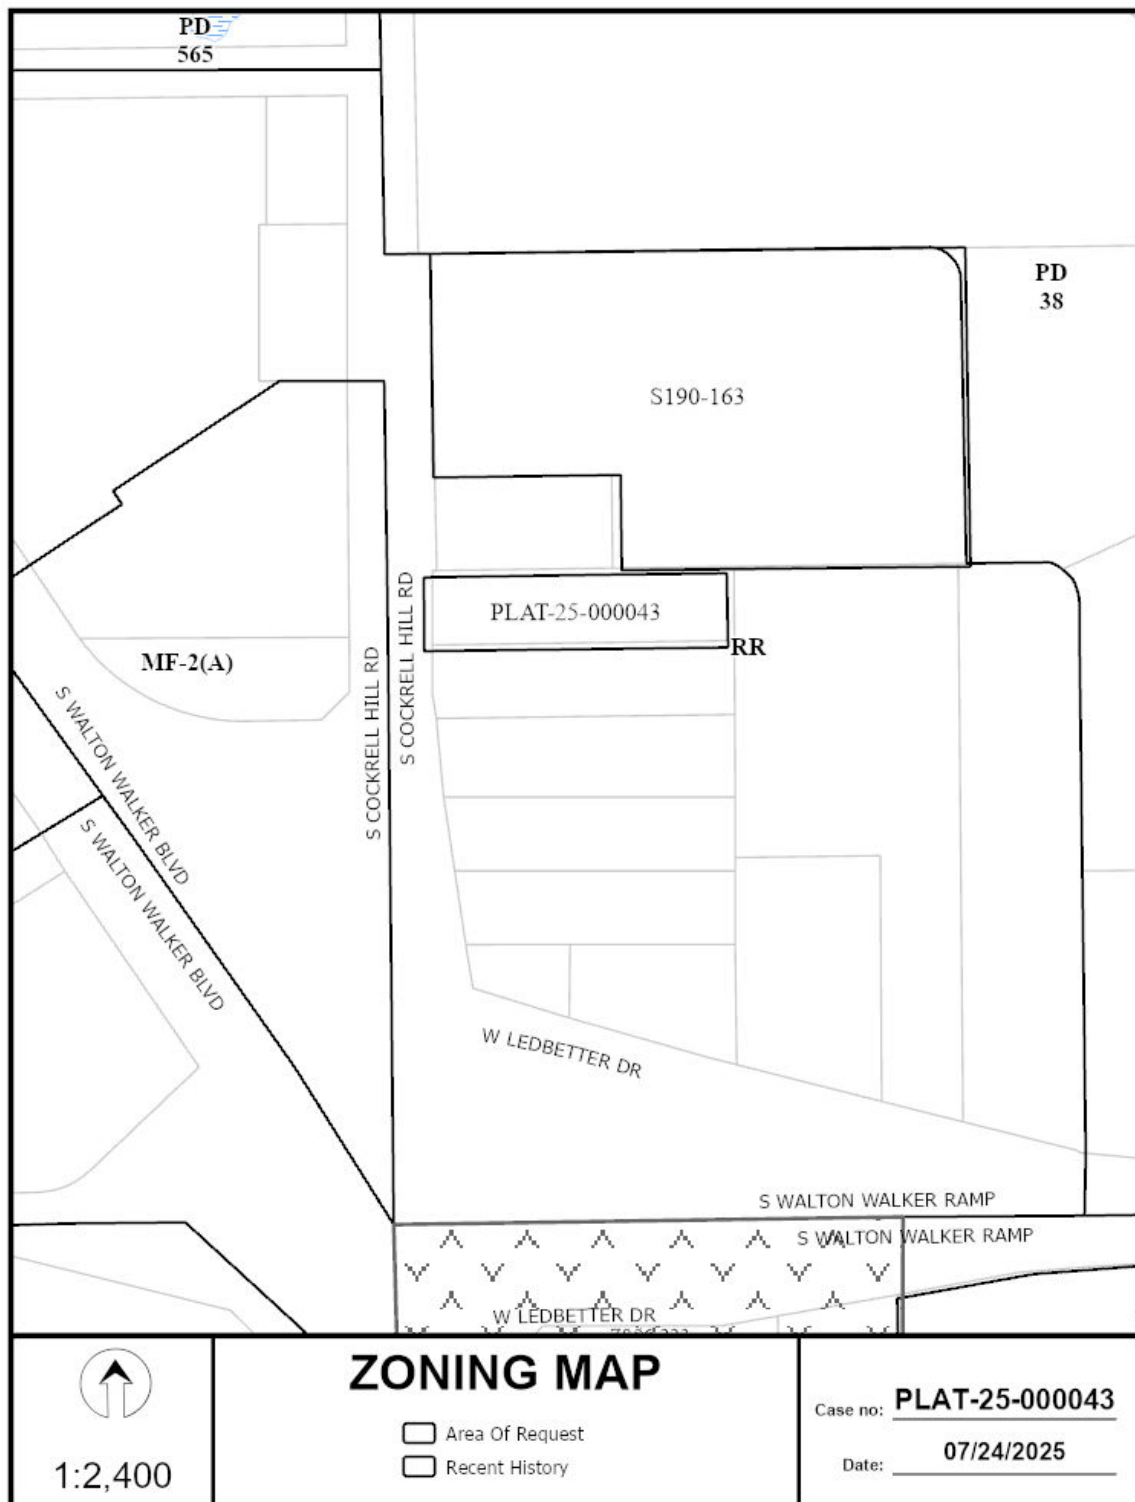 PD
565
PD
38
S190-163
PLAT-25-000043
RR
MF-2(A)
S COCKRELL HILL RD
S COCKRELL HILL RD
S WALTON WALKER BLVD
S WALTON WALKER BLVD
W LEDBETTER DR
S WALTON WALKER RAMP
S WALTON WALKER RAMP
W LEDBETTER DR
1:2,400
ZONING MAP
Area Of Request
Recent History
Case no: PLAT-25-000043
Date: 07/24/2025